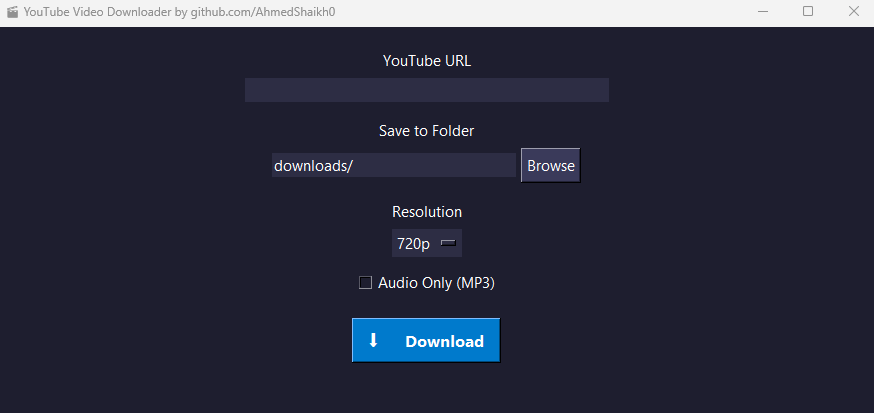 YouTube Video Downloader by github.com/AhmedShaikh0
YouTube URL
Save to Folder
downloads/ Browse
Resolution
720p
Audio Only (MP3)
Download